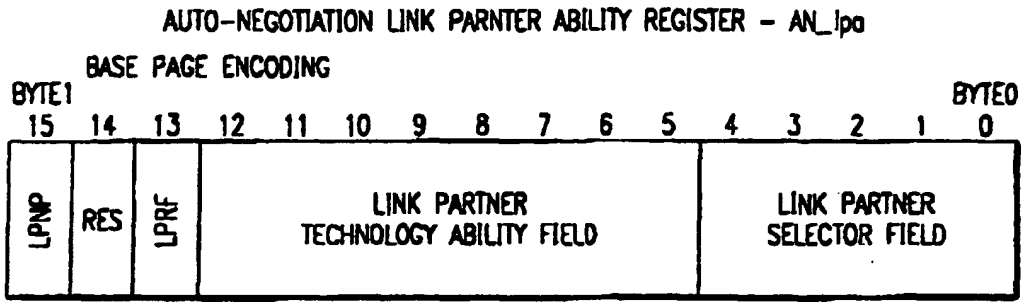 AUTO-NEGOTIATION LINK PARNTER ABILITY REGISTER - AN_lpa
BASE PAGE ENCODING
BYTE1 BYTE0
15 14 13 12 11 10 9 8 7 6 5 4 3 2 1 0
LPNP RES LPRF LINK PARTNER LINK PARTNER
TECHNOLOGY ABILITY FIELD SELECTOR FIELD